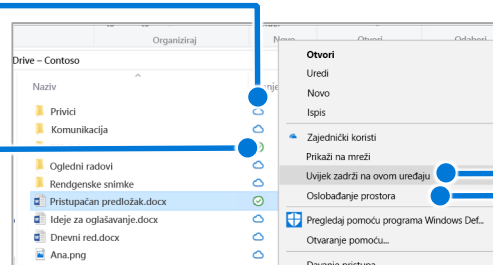 Organiziraj Novo Otvori Odaberi
Drive – Contoso
Naziv
Privici
Komunikacija
Ogledni radovi
Rendgenske snimke
Pristupačan predložak.docx
Ideje za oglašavanje.docx
Dnevni red.docx
Ana.png
Otvori
Uredi
Novo
Ispis
Zajednički koristi
Prikaži na mreži
Uvijek zadrži na ovom uređaju
Oslobađanje prostora
Pregledaj pomoću programa Windows Def...
Otvaranje pomoću...
Davanje pristupa